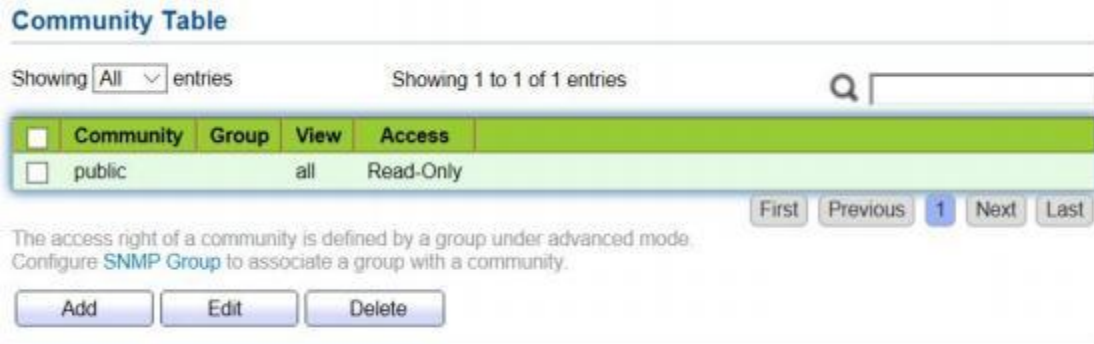 Community Table
Showing All entries Showing 1 to 1 of 1 entries
Community Group View Access
public all Read-Only
First Previous 1 Next Last
The access right of a community is defined by a group under advanced mode.
Configure SNMP Group to associate a group with a community.
Add Edit Delete